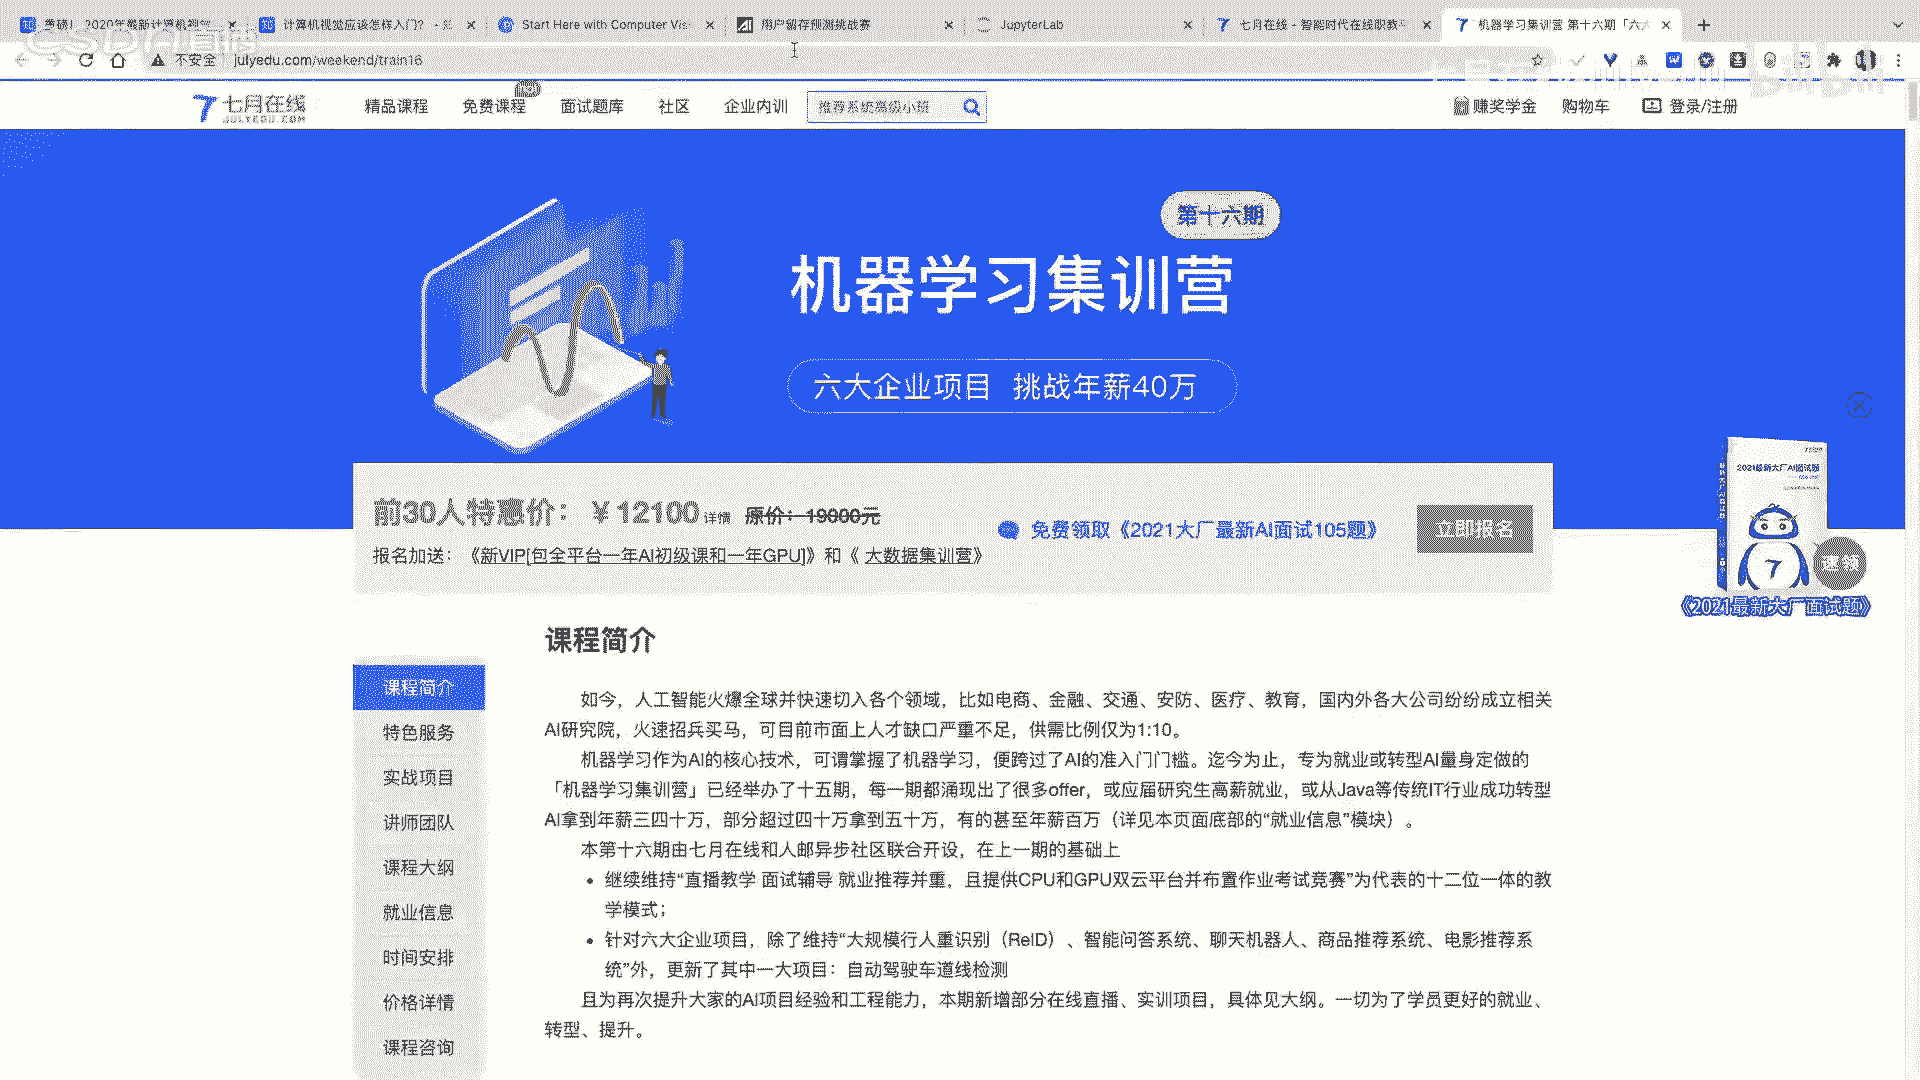 重磅！ 2020年最新计算机视觉
计算机视觉应该怎样入门？ - 知
Start Here with Computer Vis
用户留存预测挑战赛
JupyterLab
七月在线 - 智能时代在线职教平
机器学习集训营 第十六期「六大
CSDN 直播
不安全 julyedu.com/weekend/train16
bilibili
七月在线
JULYEDU.COM
精品课程
免费课程
面试题库
社区
企业内训
推荐系统高级小班
赚奖学金
购物车
登录/注册
第十六期
机器学习集训营
六大企业项目 挑战年薪40万
前30人特惠价：￥12100 详情 原价：19000元
报名加送：《新VIP[包全平台一年AI初级课和一年GPU]》和《 大数据集训营》
免费领取《2021大厂最新AI面试105题》
立即报名
2021最新大厂AI面试题
速领
《2021最新大厂面试题》
课程简介
特色服务
实战项目
讲师团队
课程大纲
就业信息
时间安排
价格详情
课程咨询
课程简介
如今，人工智能火爆全球并快速切入各个领域，比如电商、金融、交通、安防、医疗、教育，国内外各大公司纷纷成立相关
AI研究院，火速招兵买马，可目前市面上人才缺口严重不足，供需比例仅为1:10。
机器学习作为AI的核心技术，可谓掌握了机器学习，便跨过了AI的准入门门槛。迄今为止，专为就业或转型AI量身定做的
「机器学习集训营」已经举办了十五期，每一期都涌现出了很多offer，或应届研究生高薪就业，或从Java等传统IT行业成功转型
AI拿到年薪三四十万，部分超过四十万拿到五十万，有的甚至年薪百万（详见本页面底部的“就业信息”模块）。
本第十六期由七月在线和人邮异步社区联合开设，在上一期的基础上
• 继续维持“直播教学 面试辅导 就业推荐并重，且提供CPU和GPU双云平台并布置作业考试竞赛”为代表的十二位一体的教
学模式；
• 针对六大企业项目，除了维持“大规模行人重识别（ReID）、智能问答系统、聊天机器人、商品推荐系统、电影推荐系
统”外，更新了其中一大项目：自动驾驶车道线检测
且为再次提升大家的AI项目经验和工程能力，本期新增部分在线直播、实训项目，具体见大纲。一切为了学员更好的就业、
转型、提升。